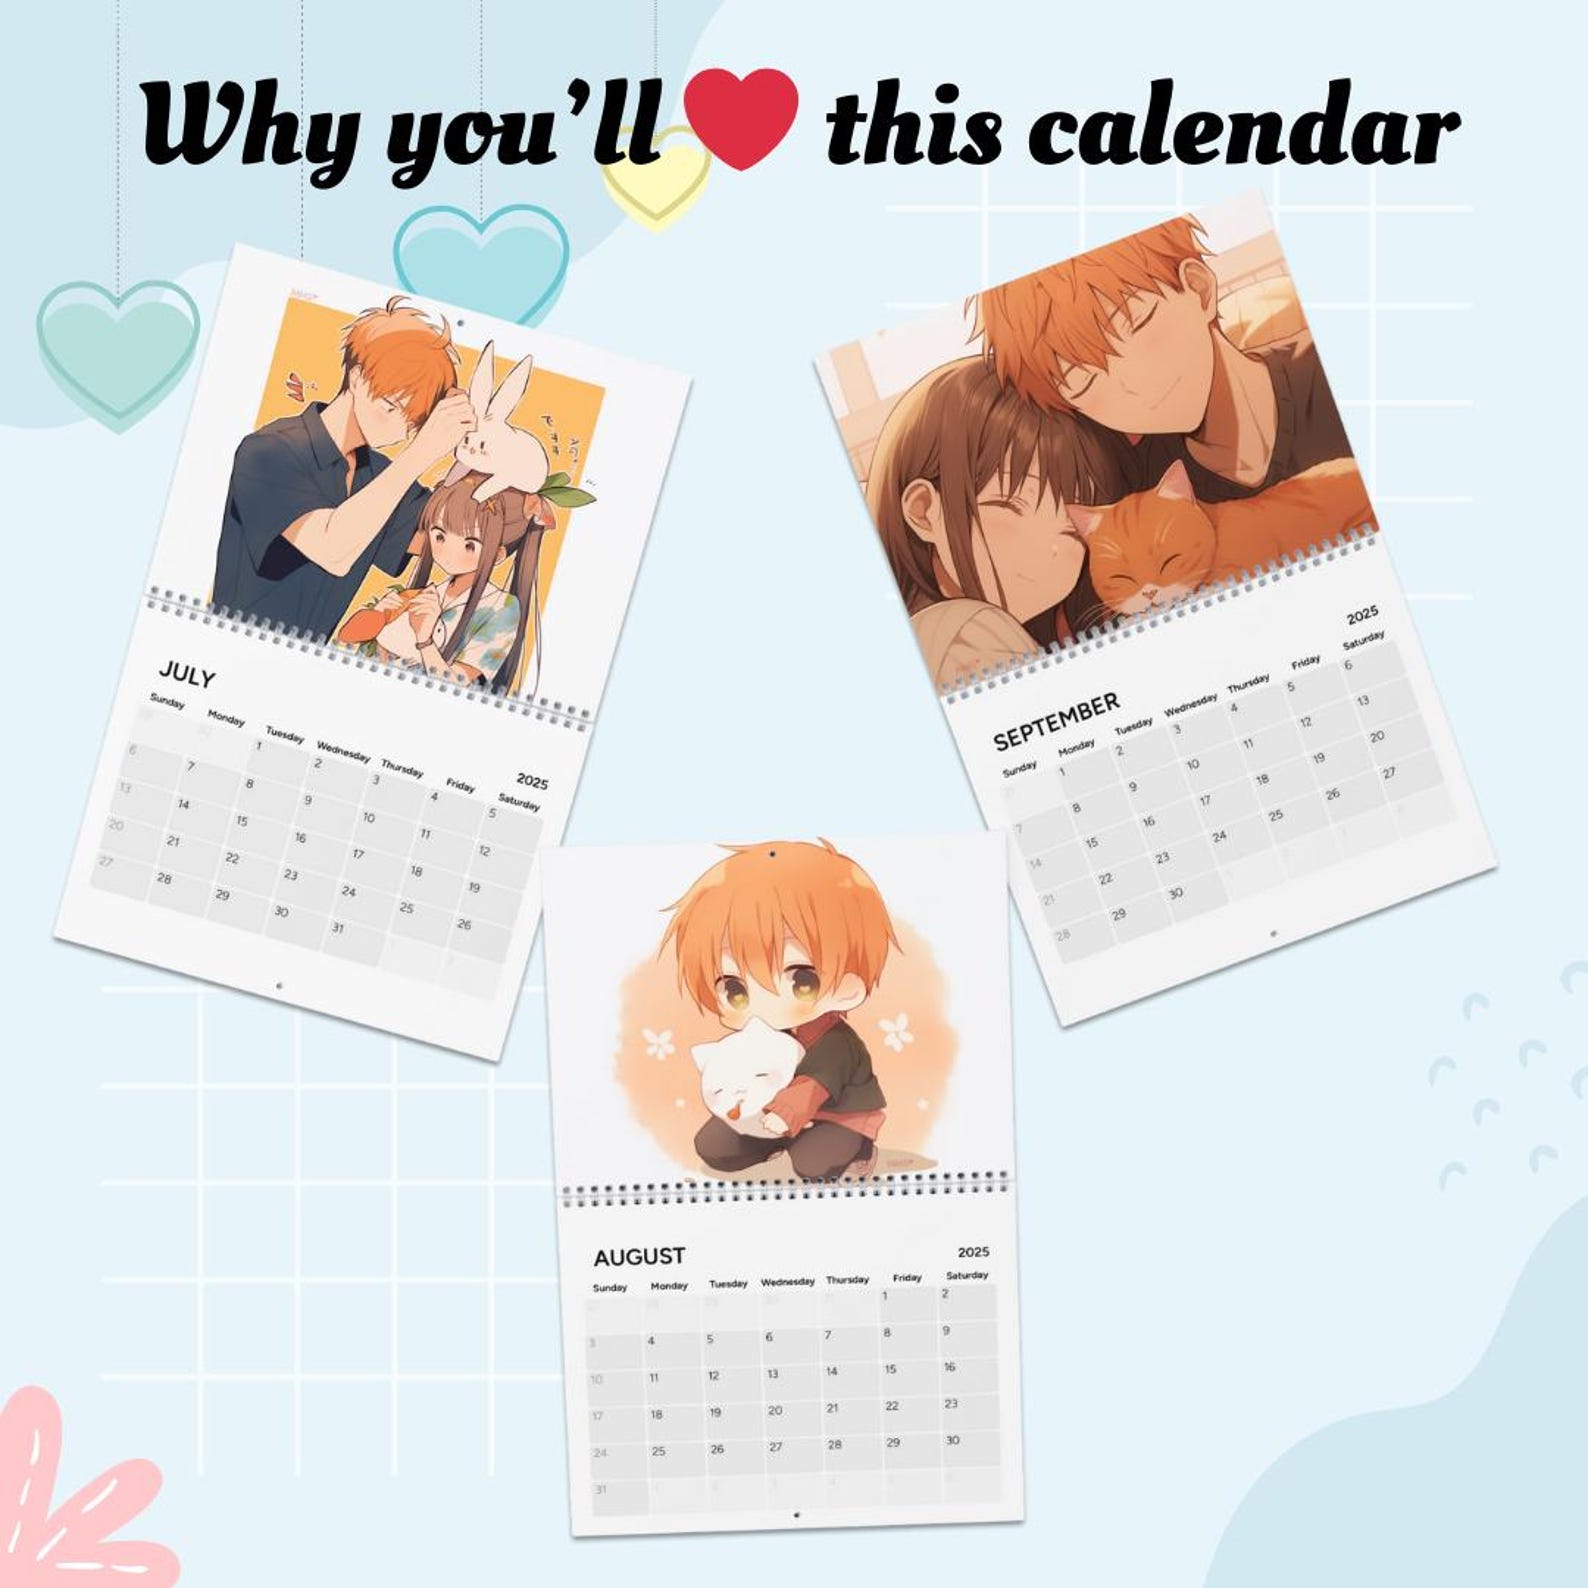 Why you'll this calendar
JULY
2025
Sunday Monday Tuesday Wednesday Thursday Friday Saturday
1 2 3 4 5
6 7 8 9 10 11 12
13 14 15 16 17 18 19
20 21 22 23 24 25 26
27 28 29 30 31
SEPTEMBER
2025
Sunday Monday Tuesday Wednesday Thursday Friday Saturday
1 2 3 4 5 6
7 8 9 10 11 12 13
14 15 16 17 18 19 20
21 22 23 24 25 26 27
28 29 30
AUGUST
2025
Sunday Monday Tuesday Wednesday Thursday Friday Saturday
1 2
3 4 5 6 7 8 9
10 11 12 13 14 15 16
17 18 19 20 21 22 23
24 25 26 27 28 29 30
31